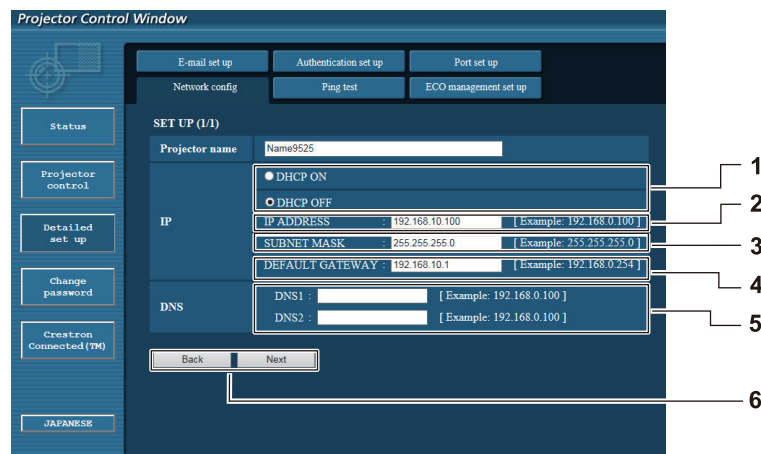 Projector Control Window
E-mail set up
Authentication set up
Port set up
Network config
Ping test
ECO management set up
Status
Projector
control
Detailed
set up
Change
password
Crestron
Connected(TM)
JAPANESE
SET UP (1/1)
Projector name Name9525
IP
DHCP ON
DHCP OFF
IP ADDRESS : 192.168.10.100 [ Example: 192.168.0.100 ]
SUBNET MASK : 255.255.255.0 [ Example: 255.255.255.0 ]
DEFAULT GATEWAY : 192.168.10.1 [ Example: 192.168.0.254 ]
DNS
DNS1 : [ Example: 192.168.0.100 ]
DNS2 : [ Example: 192.168.0.100 ]
Back Next
1
2
3
4
5
6